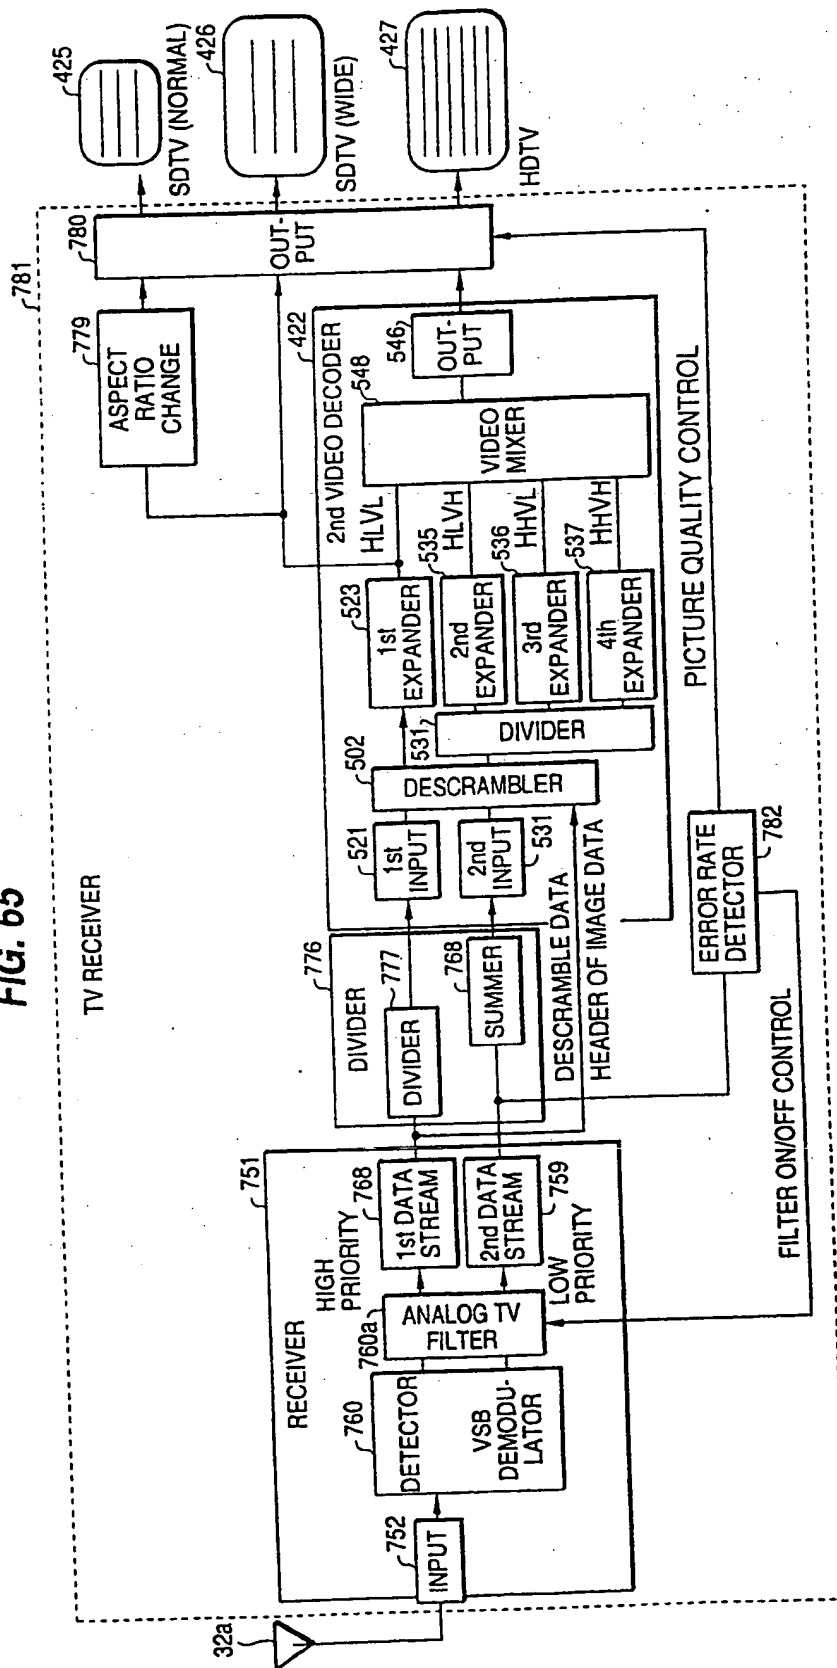 FIG. 65
TV RECEIVER
781
32a
RECEIVER
751
752
INPUT
760
DETECTOR
VSB
DEMODU-
LATOR
760a
ANALOG TV
FILTER
HIGH
PRIORITY
768
1st DATA
STREAM
2nd DATA
STREAM
759
LOW
PRIORITY
776
DIVIDER
777
DIVIDER
768
SUMMER
DESCRAMBLE DATA
HEADER OF IMAGE DATA
2nd VIDEO DECODER
422
521
1st
INPUT
2nd
INPUT
531
502
DESCRAMBLER
531
DIVIDER
523
1st
EXPANDER
HLVL
535
2nd
EXPANDER
HLVH
536
3rd
EXPANDER
HHVL
537
4th
EXPANDER
HHVH
548
VIDEO
MIXER
546
OUT-
PUT
779
ASPECT
RATIO
CHANGE
780
OUT-
PUT
425
SDTV (NORMAL)
426
SDTV (WIDE)
427
HDTV
PICTURE QUALITY CONTROL
ERROR RATE
DETECTOR
782
FILTER ON/OFF CONTROL